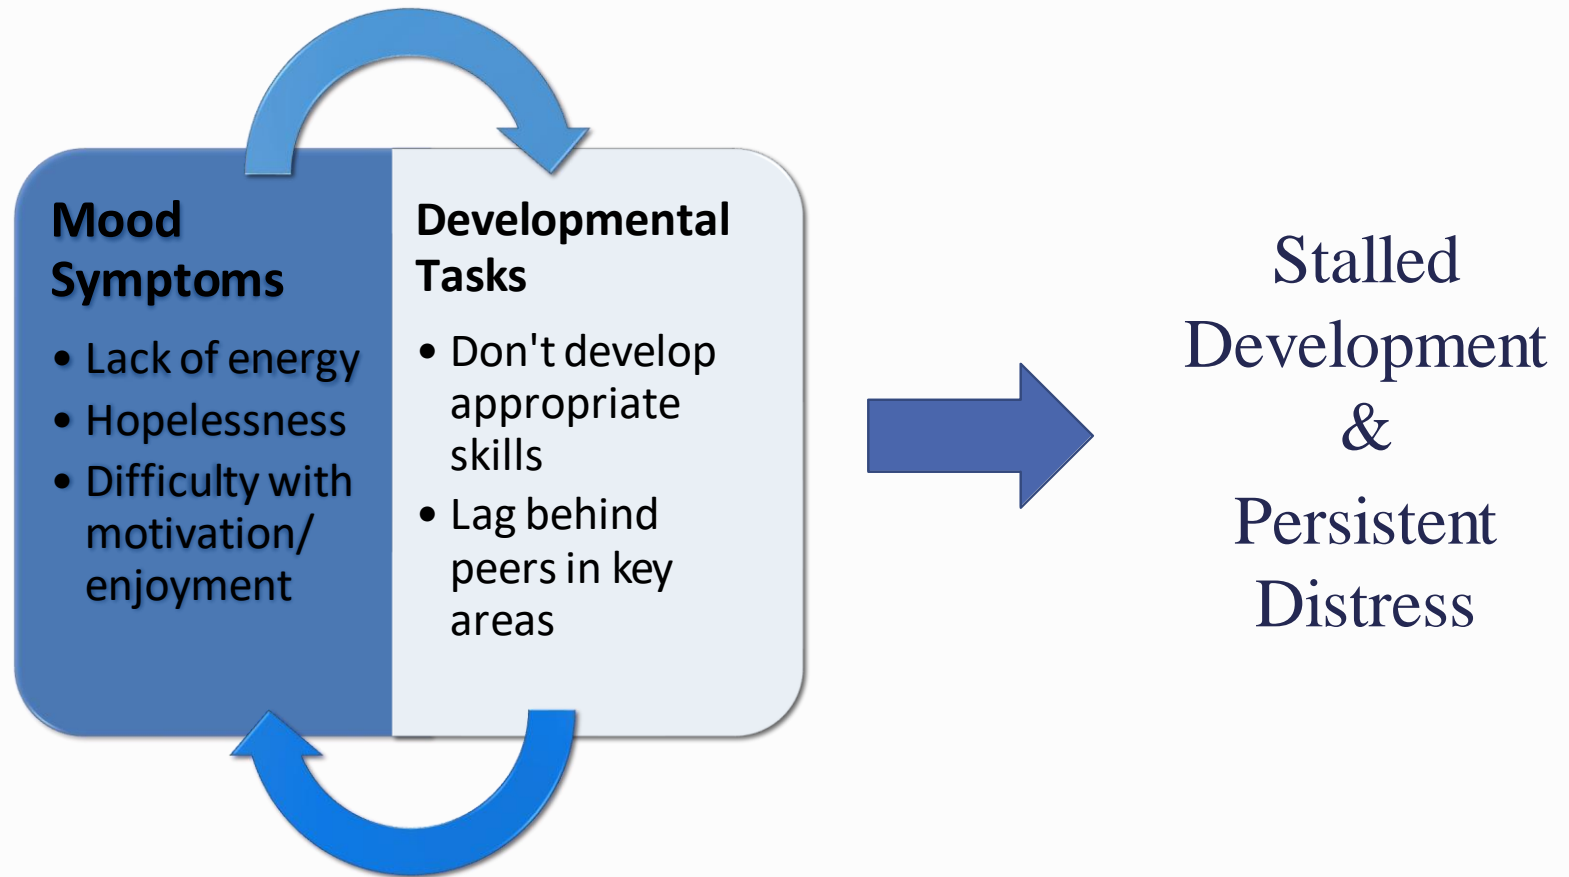 Mood
Symptoms
• Lack of energy
• Hopelessness
• Difficulty with
motivation/
enjoyment
Developmental
Tasks
• Don't develop
appropriate
skills
• Lag behind
peers in key
areas
Stalled
Development
&
Persistent
Distress